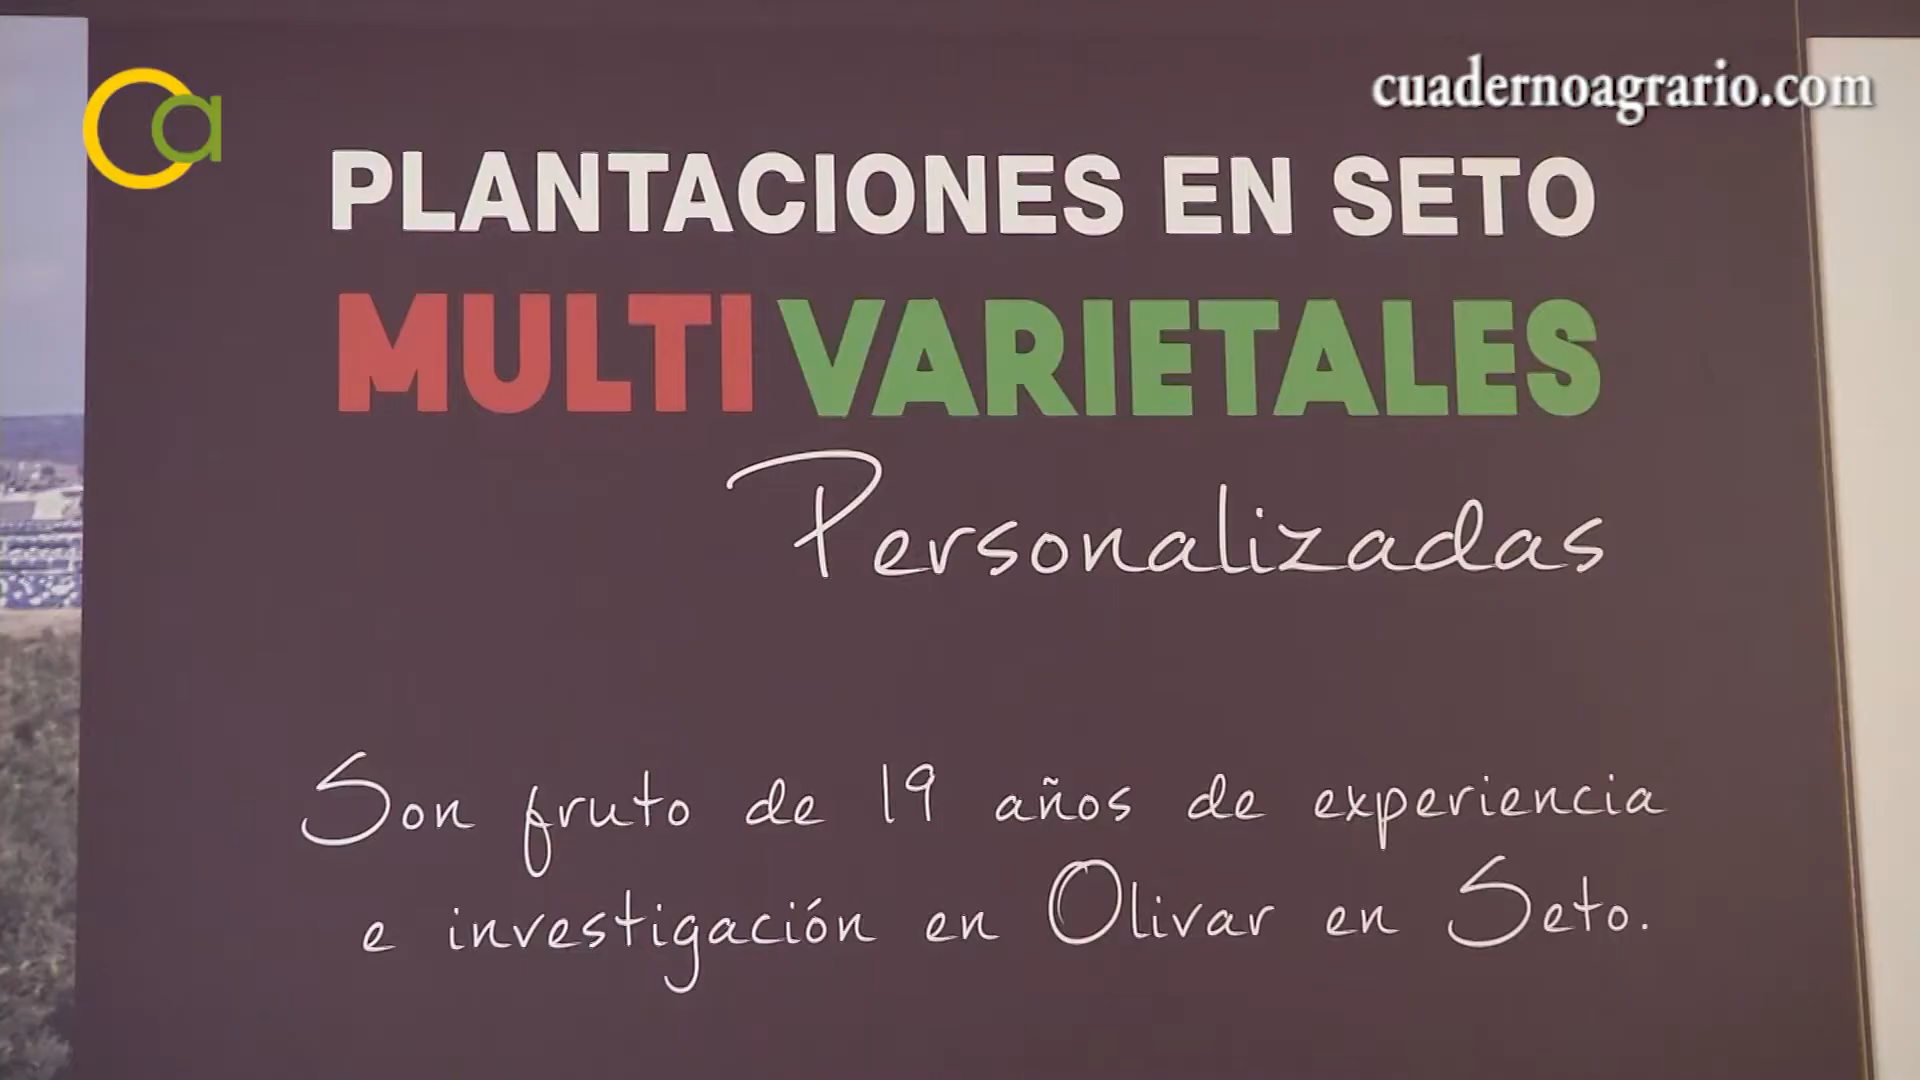 Ca
cuadernoagrario.com
PLANTACIONES EN SETO
MULTIVARIETALES
Personalizadas
Son fruto de 19 años de experiencia
e investigación en Olivar en Seto.